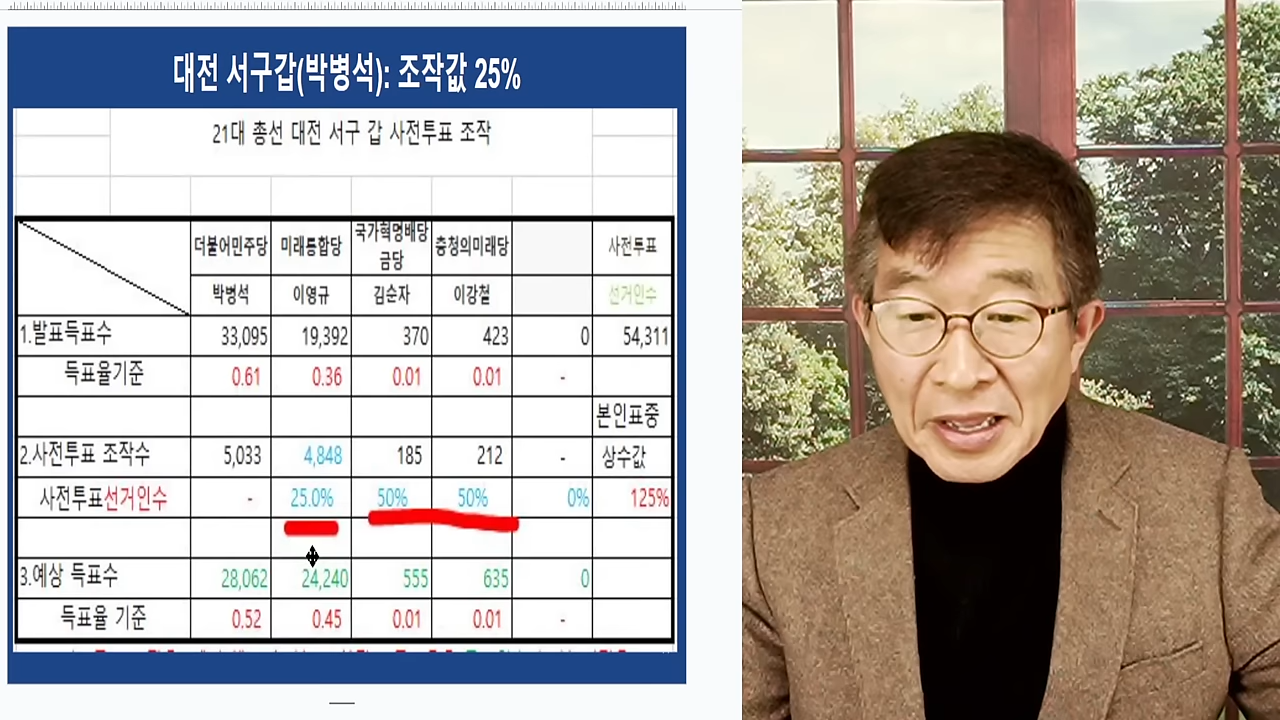 대전 서구갑(박병석): 조작값 25%
21대 총선 대전 서구 갑 사전투표 조작
더불어민주당 미래통합당 국가혁명배당금당 충청의미래당 사전투표
박병석 이영규 김순자 이강철 선거인수
1.발표득표수 33,095 19,392 370 423 0 54,311
득표율기준 0.61 0.36 0.01 0.01 -
본인표중
2.사전투표 조작수 5,033 4,848 185 212 - 상수값
사전투표선거인수 - 25.0% 50% 50% 0% 125%
3.예상 득표수 28,062 24,240 555 635 0
득표율 기준 0.52 0.45 0.01 0.01 -